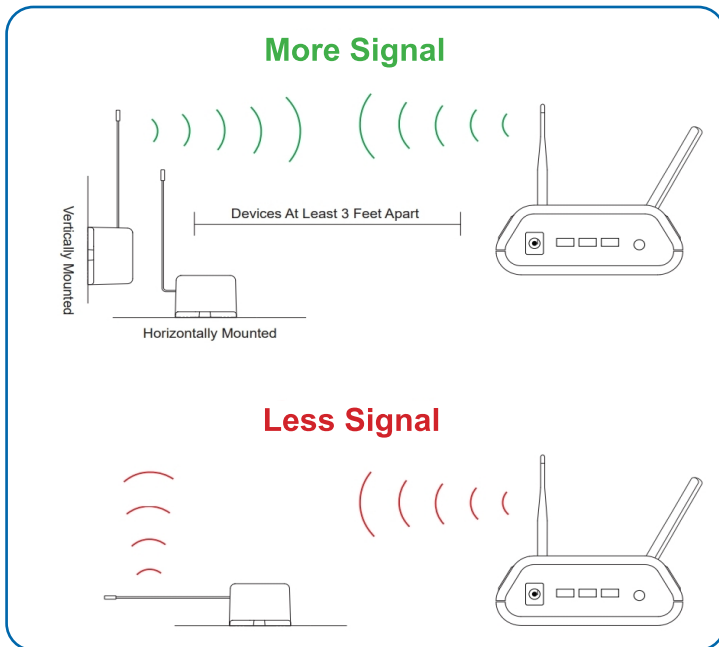 More Signal
Vertically Mounted
Devices At Least 3 Feet Apart
Horizontally Mounted
Less Signal